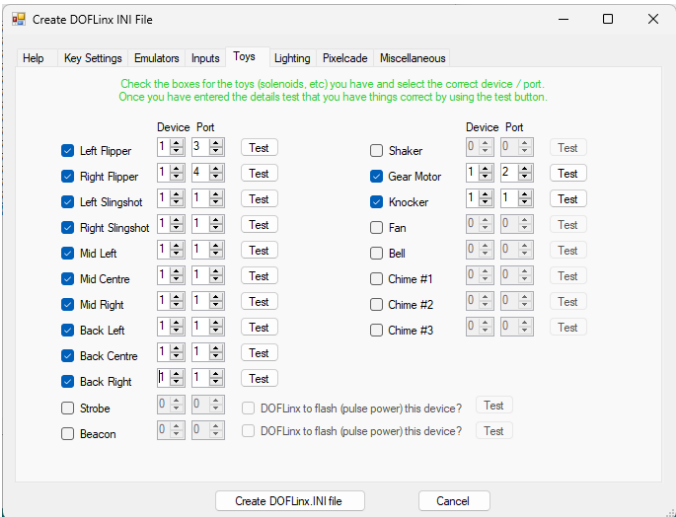 Create DOFLinx INI File
Help Key Settings Emulators Inputs Toys Lighting Pixelcade Miscellaneous
Check the boxes for the toys (solenoids, etc) you have and select the correct device / port.
Once you have entered the details test that you have things correct by using the test button.
Device Port Device Port
Left Flipper 1 3 Test Shaker 0 0 Test
Right Flipper 1 4 Test Gear Motor 1 2 Test
Left Slingshot 1 1 Test Knocker 1 1 Test
Right Slingshot 1 1 Test Fan 0 0 Test
Mid Left 1 1 Test Bell 0 0 Test
Mid Centre 1 1 Test Chime #1 0 0 Test
Mid Right 1 1 Test Chime #2 0 0 Test
Back Left 1 1 Test Chime #3 0 0 Test
Back Centre 1 1 Test
Back Right 1 1 Test
Strobe 0 0 DOFLinx to flash (pulse power) this device? Test
Beacon 0 0 DOFLinx to flash (pulse power) this device? Test
Create DOFLinx.INI file Cancel